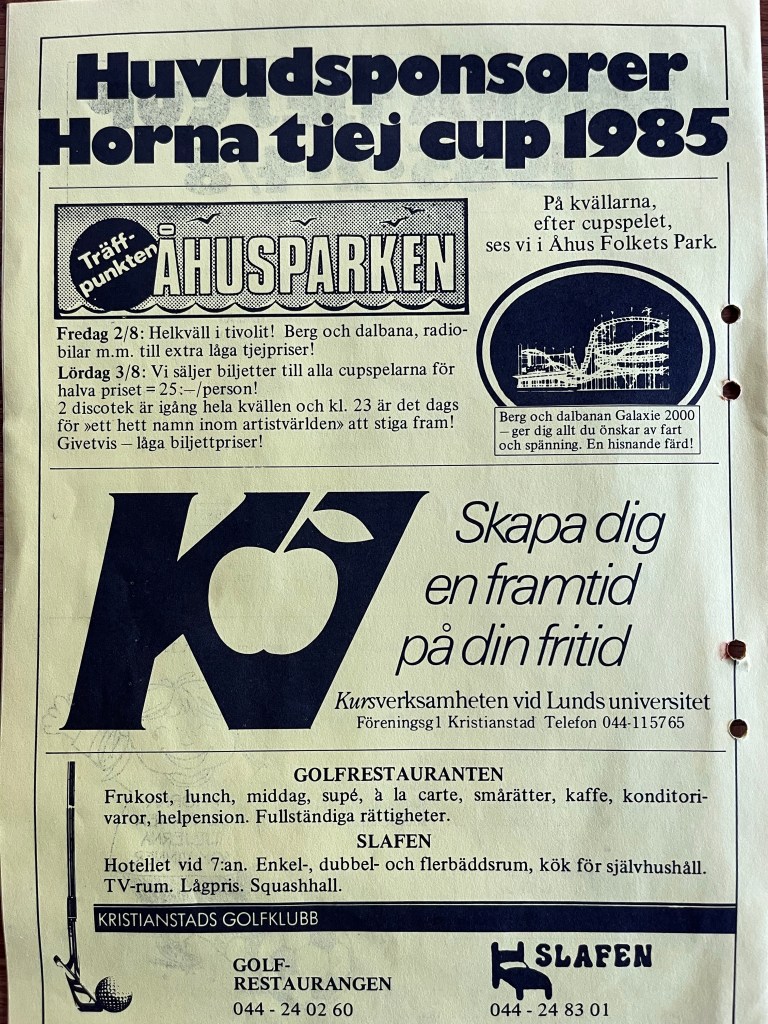 Huvudsponsorer
Horna tjej cup 1985
Träff-
punkten
ÅHUSPARKEN
På kvällarna,
efter cupspelet,
ses vi i Åhus Folkets Park.
Fredag 2/8: Helkväll i tivolit! Berg och dalbana, radio-
bilar m.m. till extra låga tjejpriser!
Lördag 3/8: Vi säljer biljetter till alla cupspelarna för
halva priset = 25:–/person!
2 discotek är igång hela kvällen och kl. 23 är det dags
för »ett hett namn inom artistvärlden» att stiga fram!
Givetvis – låga biljettpriser!
Berg och dalbanan Galaxie 2000
– ger dig allt du önskar av fart
och spänning. En hisnande färd!
KV
Skapa dig
en framtid
på din fritid
Kursverksamheten vid Lunds universitet
Föreningsg1 Kristianstad Telefon 044-115765
GOLFRESTAURANTEN
Frukost, lunch, middag, supé, à la carte, smårätter, kaffe, konditori-
varor, helpension. Fullständiga rättigheter.
SLAFEN
Hotellet vid 7:an. Enkel-, dubbel- och flerbäddsrum, kök för självhushåll.
TV-rum. Lågpris. Squashhall.
KRISTIANSTADS GOLFKLUBB
GOLF-
RESTAURANGEN
044 - 24 02 60
SLAFEN
044 - 24 83 01